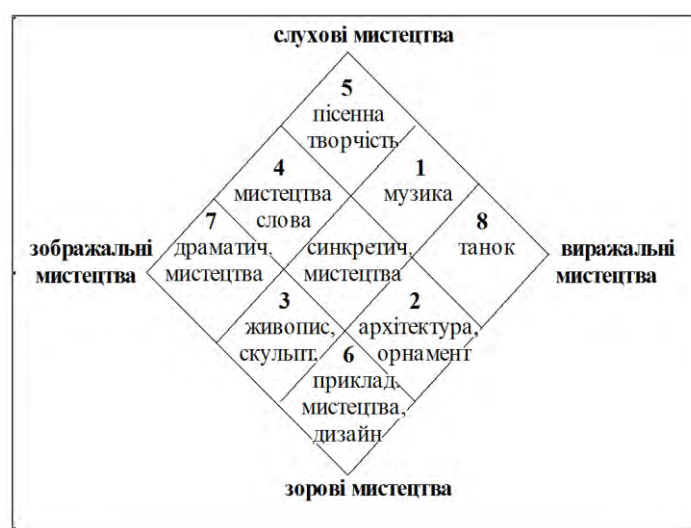 слухові мистецтва
5
пісенна
творчість
4
мистецтва
слова
1
музика
7
драматич.
мистецтва
синкретич,
мистецтва
8
танок
зображальні
мистецтва
виражальні
мистецтва
3
живопис,
скульпт.
2
архітектура,
орнамент
6
приклад.
мистецтва,
дизайн
зорові мистецтва